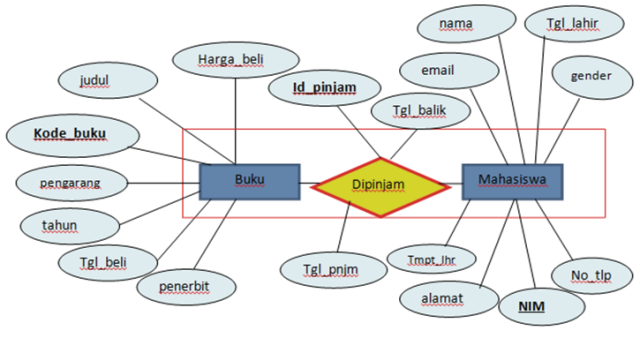 nama
Tgl_lahir
Harga_beli
judul
email
gender
Id_pinjam
Tgl_balik
Kode_buku
Buku
Dipinjam
Mahasiswa
pengarang
tahun
Tgl_beli
penerbit
Tgl_pnjm
Tmpt_lhr
alamat
NIM
No_tlp